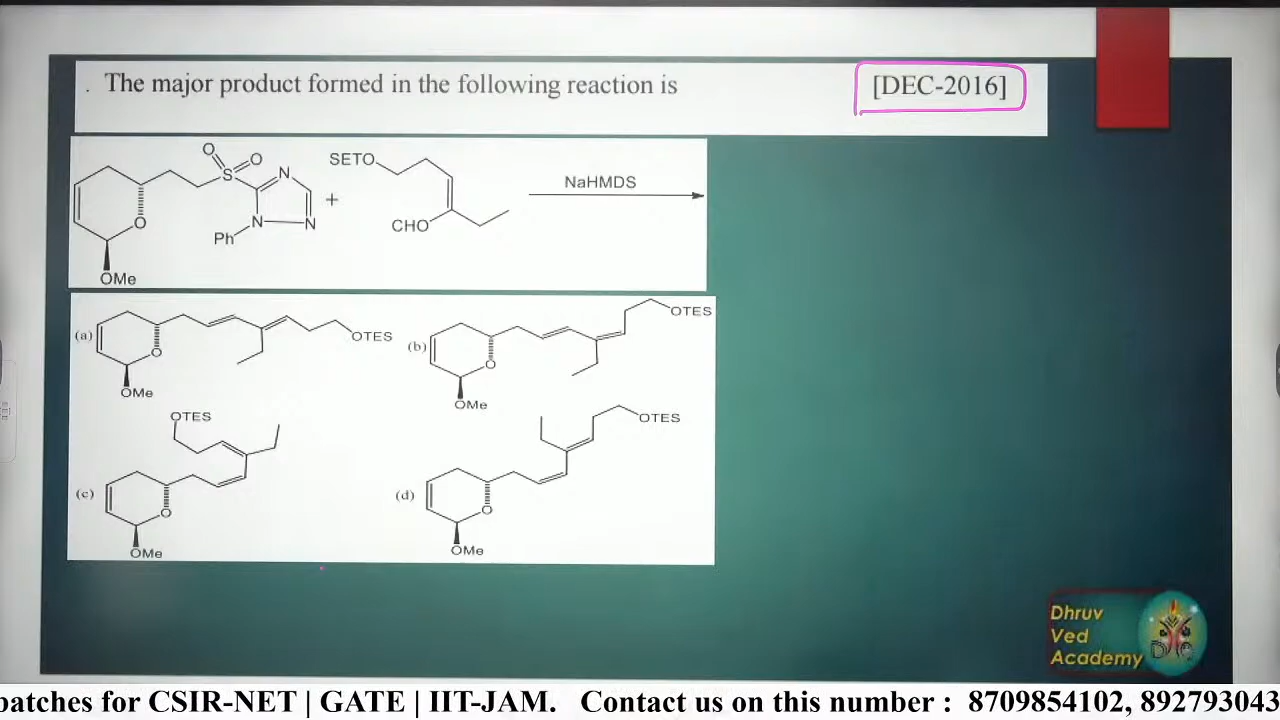 . The major product formed in the following reaction is [DEC-2016]
O O
S N
N N
Ph
O
OMe
+
SETO
CHO
NaHMDS
(a) O OMe OTES
(b) O OMe OTES
(c) OTES O OMe
(d) OTES O OMe
Dhruv
Ved
Academy
patches for CSIR-NET | GATE | IIT-JAM. Contact us on this number : 8709854102, 892793043